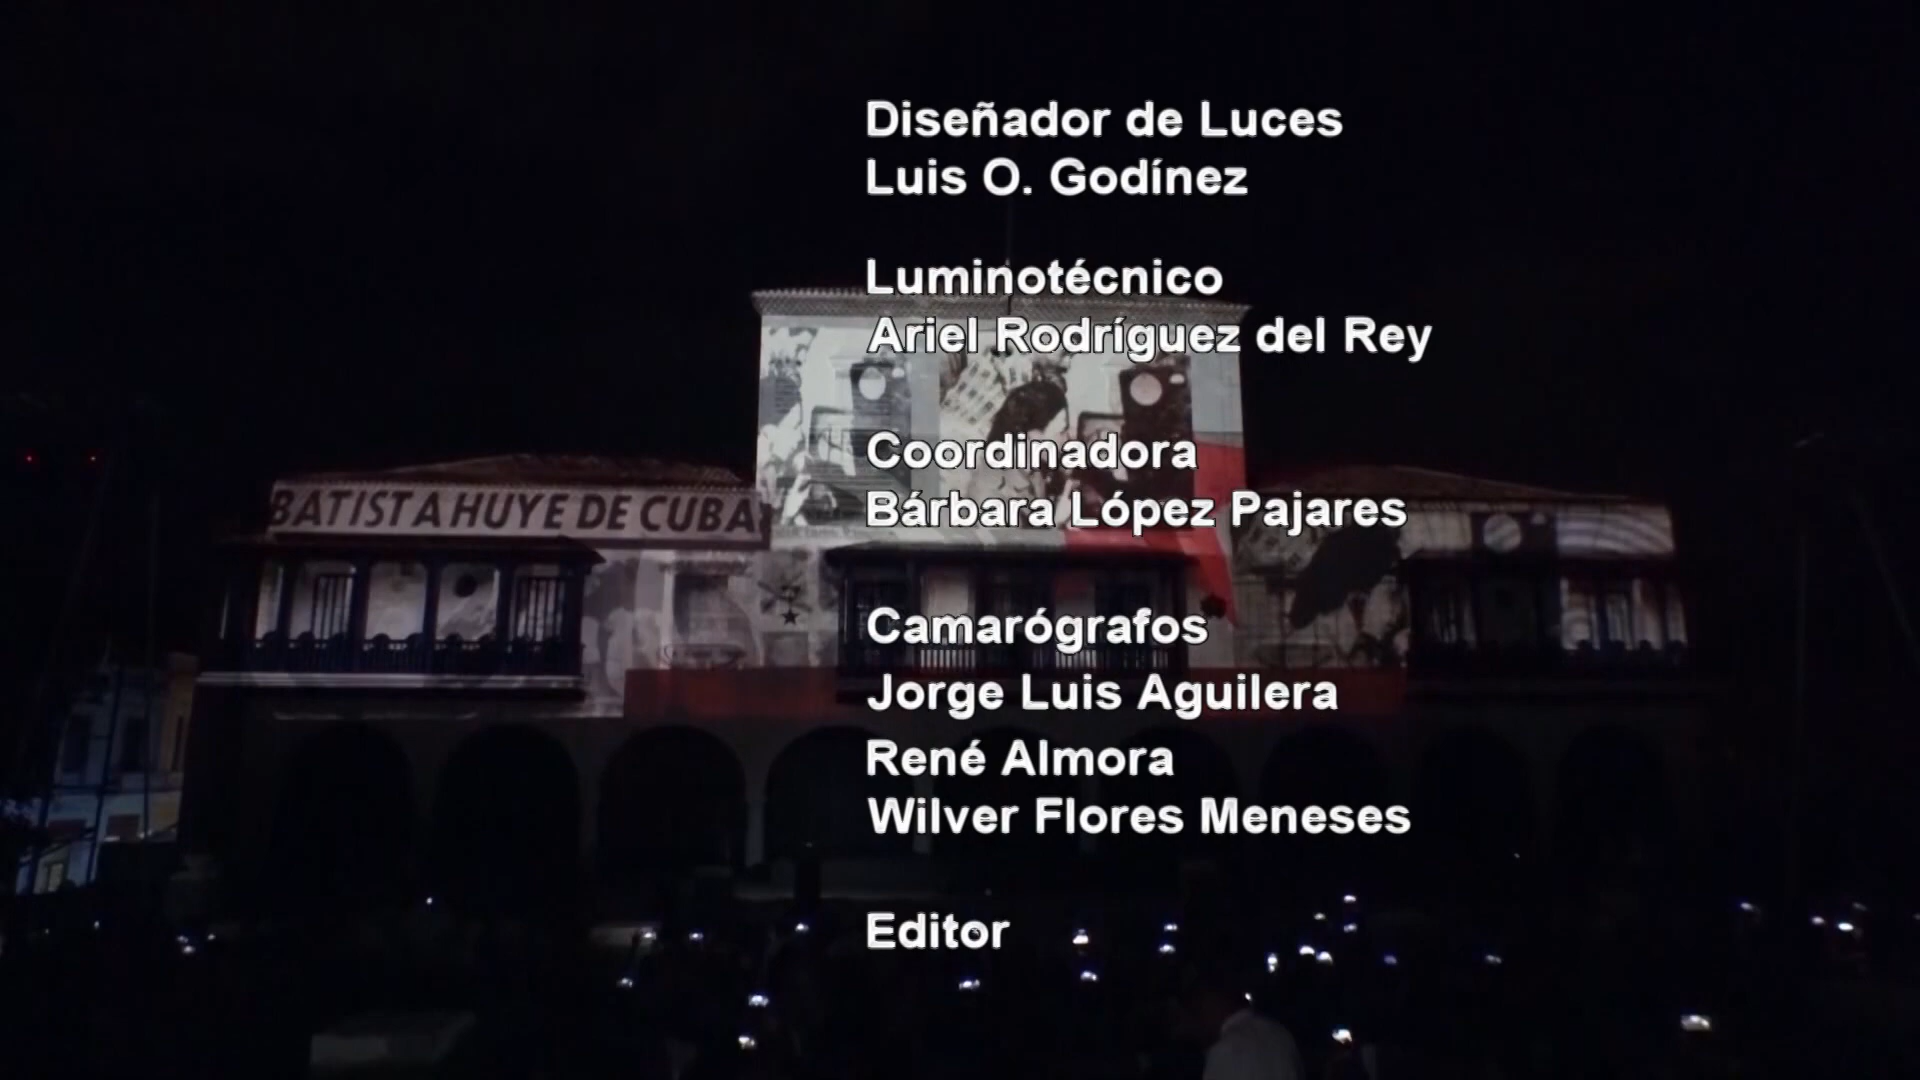 Diseñador de Luces
Luis O. Godínez
Luminotécnico
Ariel Rodríguez del Rey
BATISTA HUYE DE CUBA
Coordinadora
Bárbara López Pajares
Camarógrafos
Jorge Luis Aguilera
René Almora
Wilver Flores Meneses
Editor